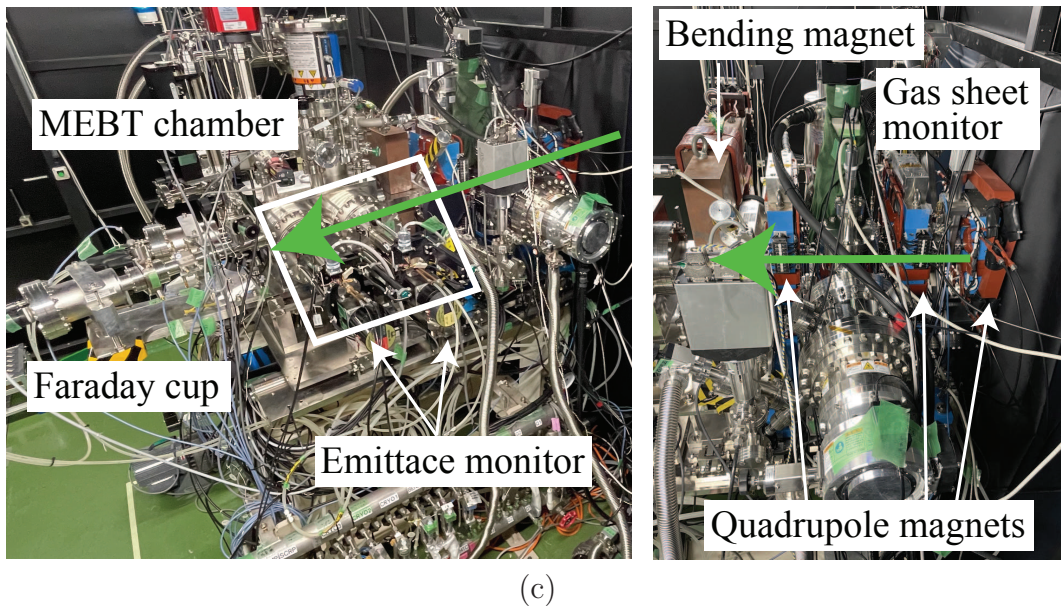 MEBT chamber
Faraday cup
Emittace monitor
Bending magnet
Gas sheet
monitor
Quadrupole magnets
(c)